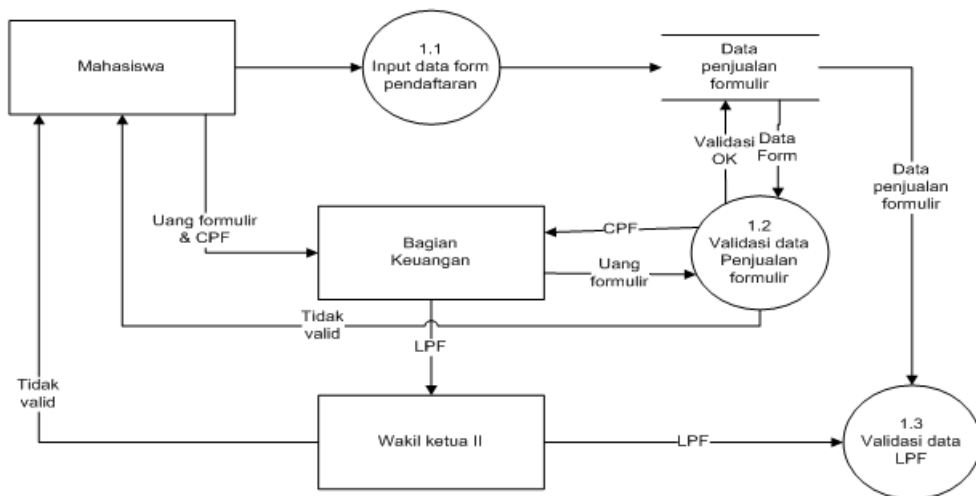 Mahasiswa
1.1
Input data form
pendaftaran
Data
penjualan
formulir
Validasi
OK
Data
Form
Data
penjualan
formulir
Uang formulir
& CPF
Bagian
Keuangan
CPF
Uang
formulir
1.2
Validasi data
Penjualan
formulir
Tidak
valid
LPF
Tidak
valid
Wakil ketua II
LPF
1.3
Validasi data
LPF